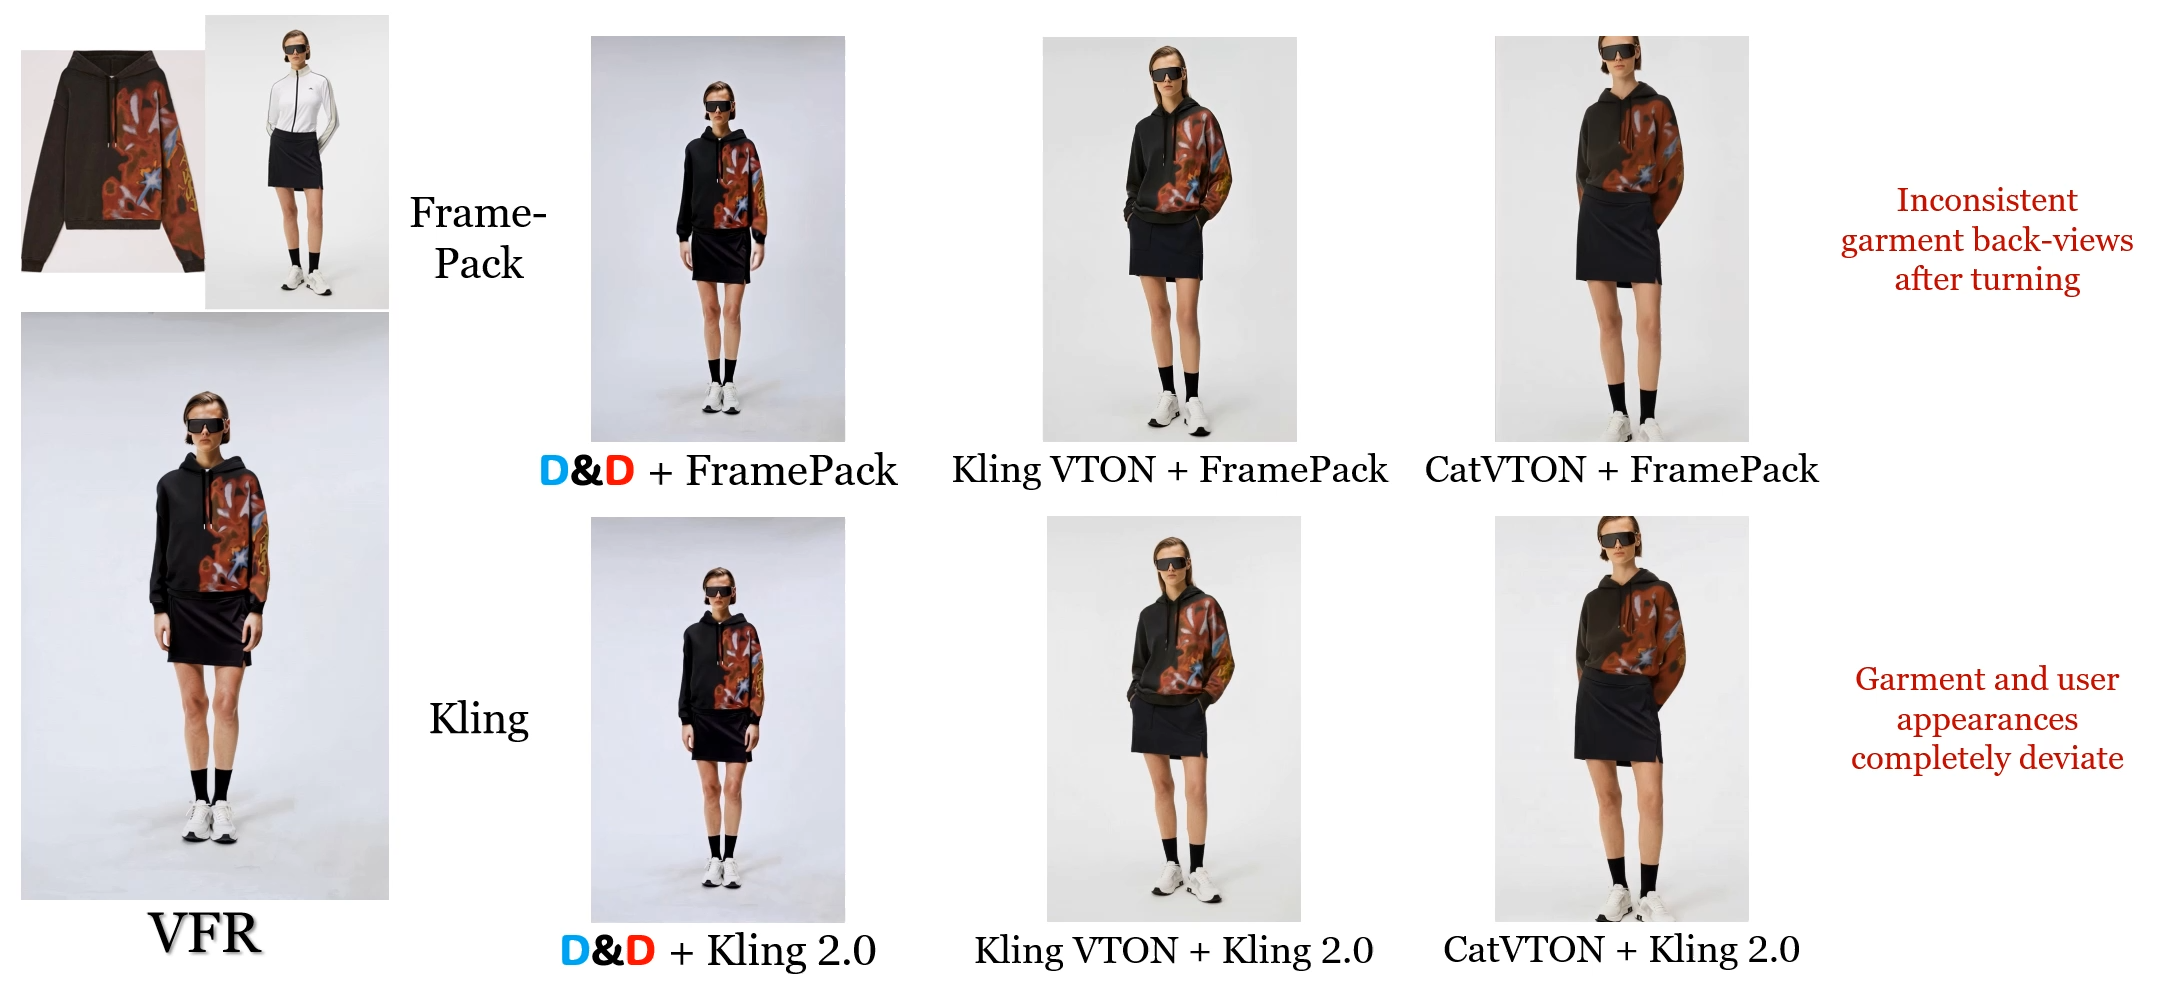 Frame-
Pack
D&D + FramePack
Kling VTON + FramePack
CatVTON + FramePack
Inconsistent
garment back-views
after turning
VFR
Kling
D&D + Kling 2.0
Kling VTON + Kling 2.0
CatVTON + Kling 2.0
Garment and user
appearances
completely deviate